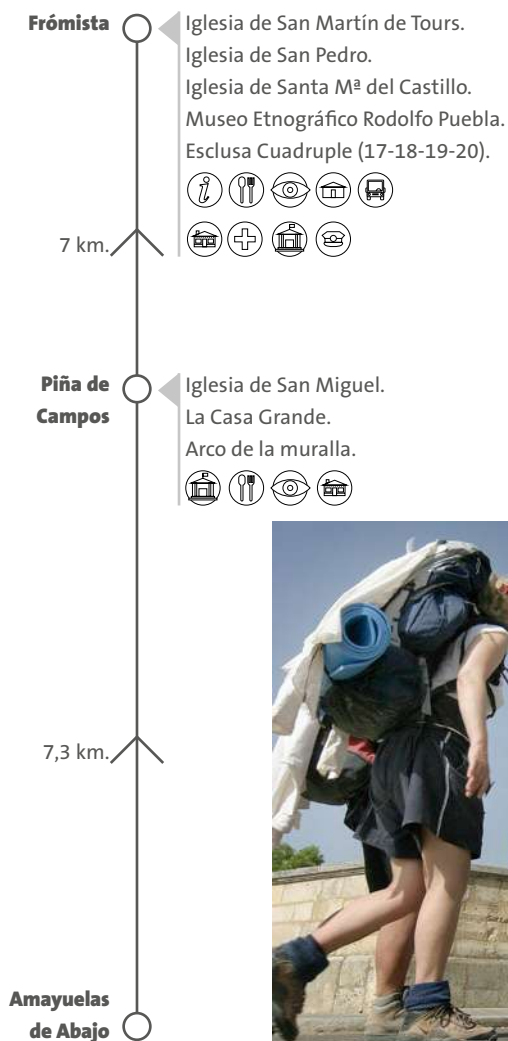 Frómista
Iglesia de San Martín de Tours.
Iglesia de San Pedro.
Iglesia de Santa Mª del Castillo.
Museo Etnográfico Rodolfo Puebla.
Esclusa Cuadruple (17-18-19-20).
i
7 km.
Piña de
Campos
Iglesia de San Miguel.
La Casa Grande.
Arco de la muralla.
7,3 km.
Amayuelas
de Abajo